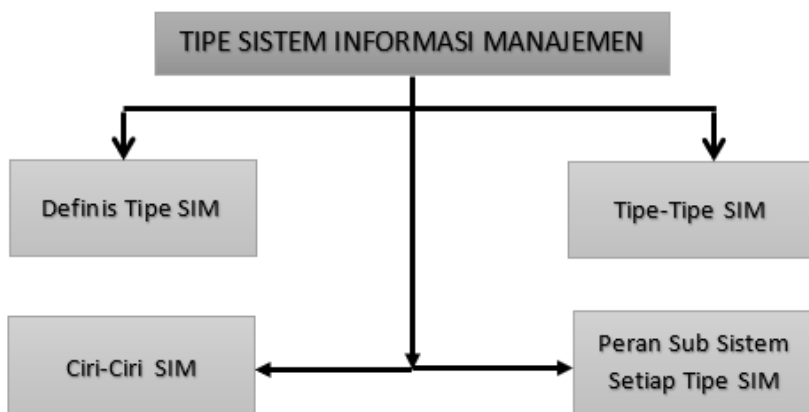 TIPE SISTEM INFORMASI MANAJEMEN
Definis Tipe SIM
Tipe-Tipe SIM
Ciri-Ciri SIM
Peran Sub Sistem
Setiap Tipe SIM